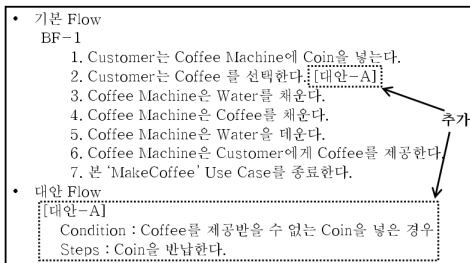 • 기본 Flow
BF-1
1. Customer는 Coffee Machine에 Coin을 넣는다.
2. Customer는 Coffee 를 선택한다. [대안-A]
3. Coffee Machine은 Water를 채운다.
4. Coffee Machine은 Coffee를 채운다.
추가
5. Coffee Machine은 Water을 데운다.
6. Coffee Machine은 Customer에게 Coffee를 제공한다.
7. 본 'MakeCoffee' Use Case를 종료한다.
• 대안 Flow
[대안-A]
Condition : Coffee를 제공받을 수 없는 Coin을 넣은 경우
Steps : Coin을 반납한다.